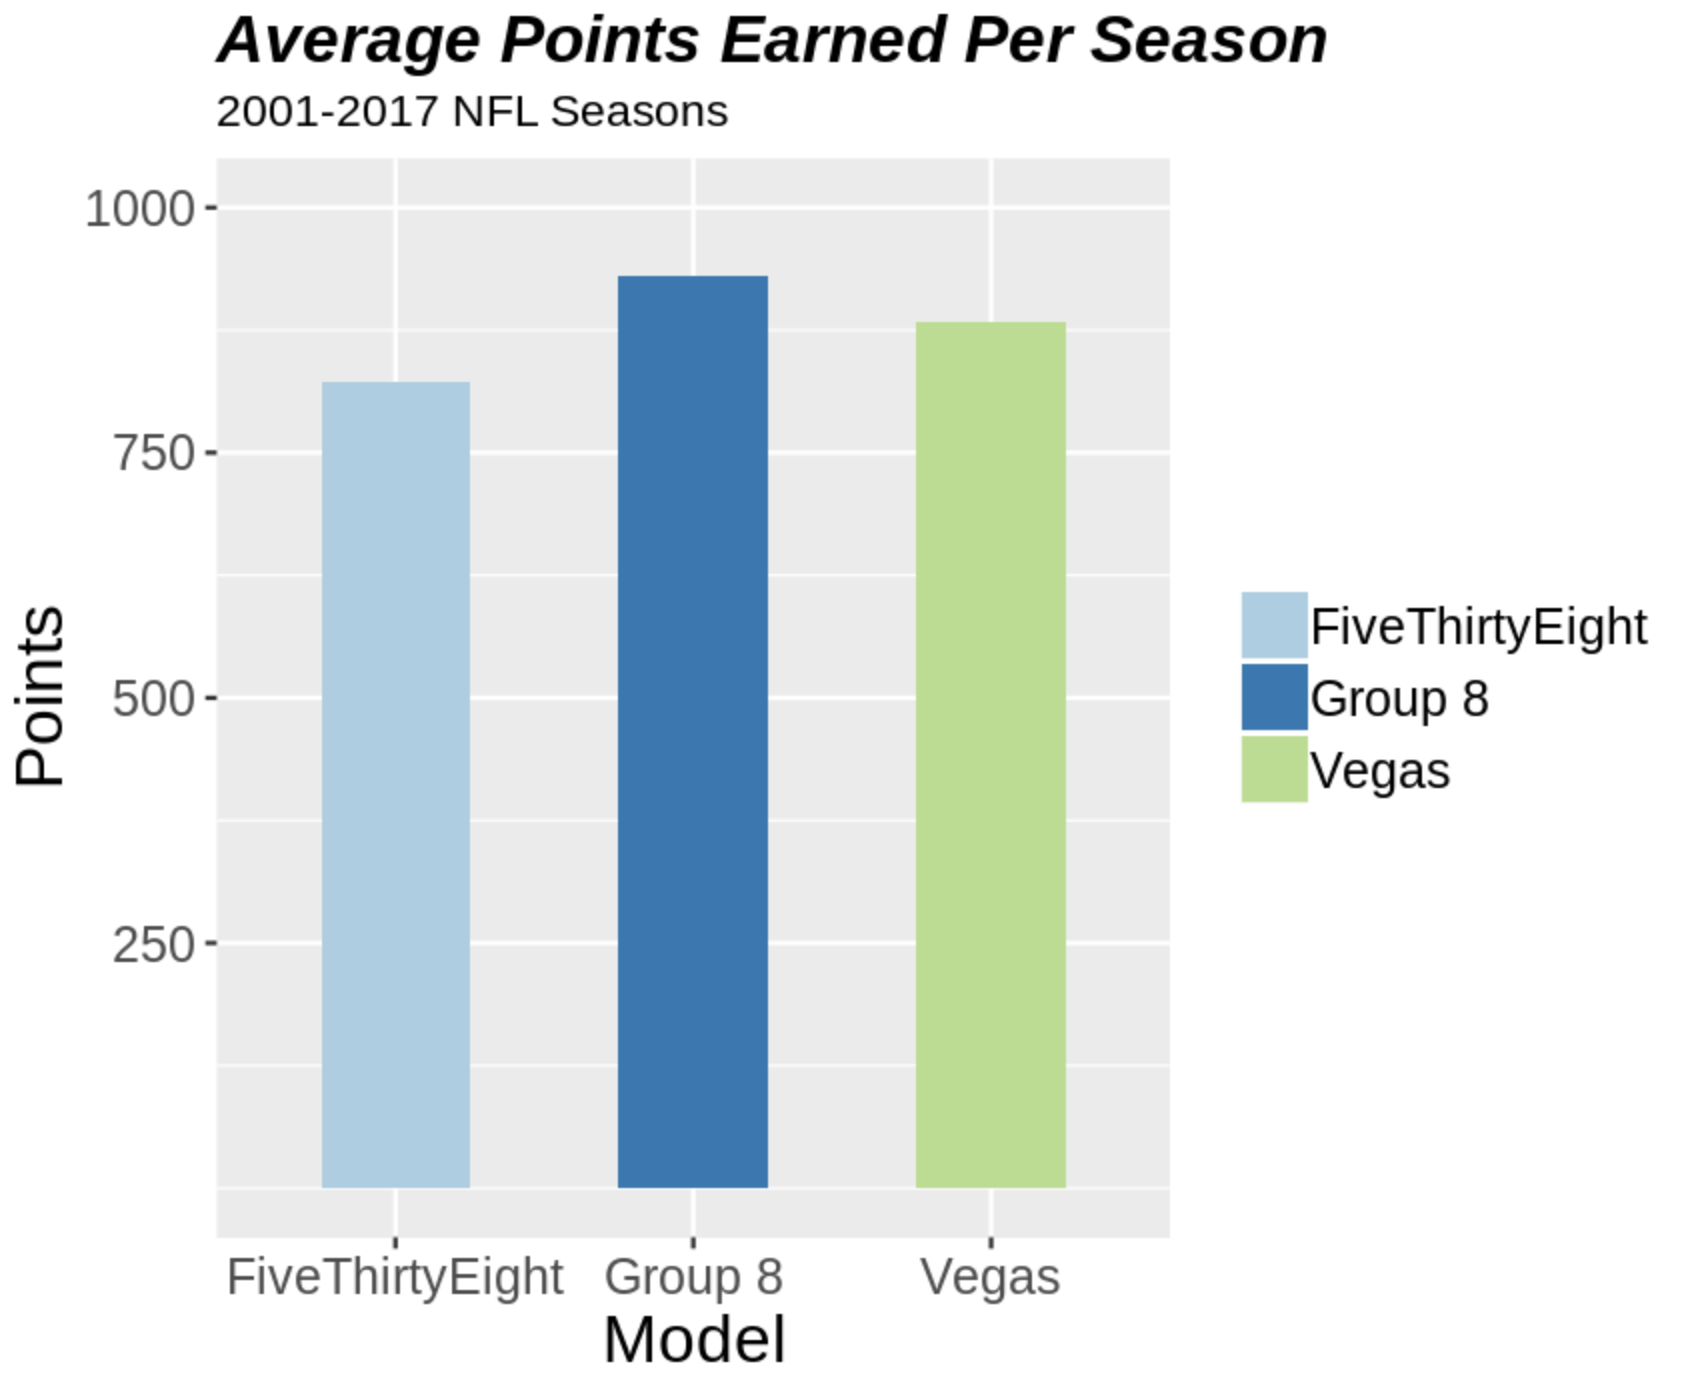 Average Points Earned Per Season
2001-2017 NFL Seasons
1000
750
500
250
Points
FiveThirtyEight
Group 8
Vegas
FiveThirtyEight Group 8 Vegas
Model